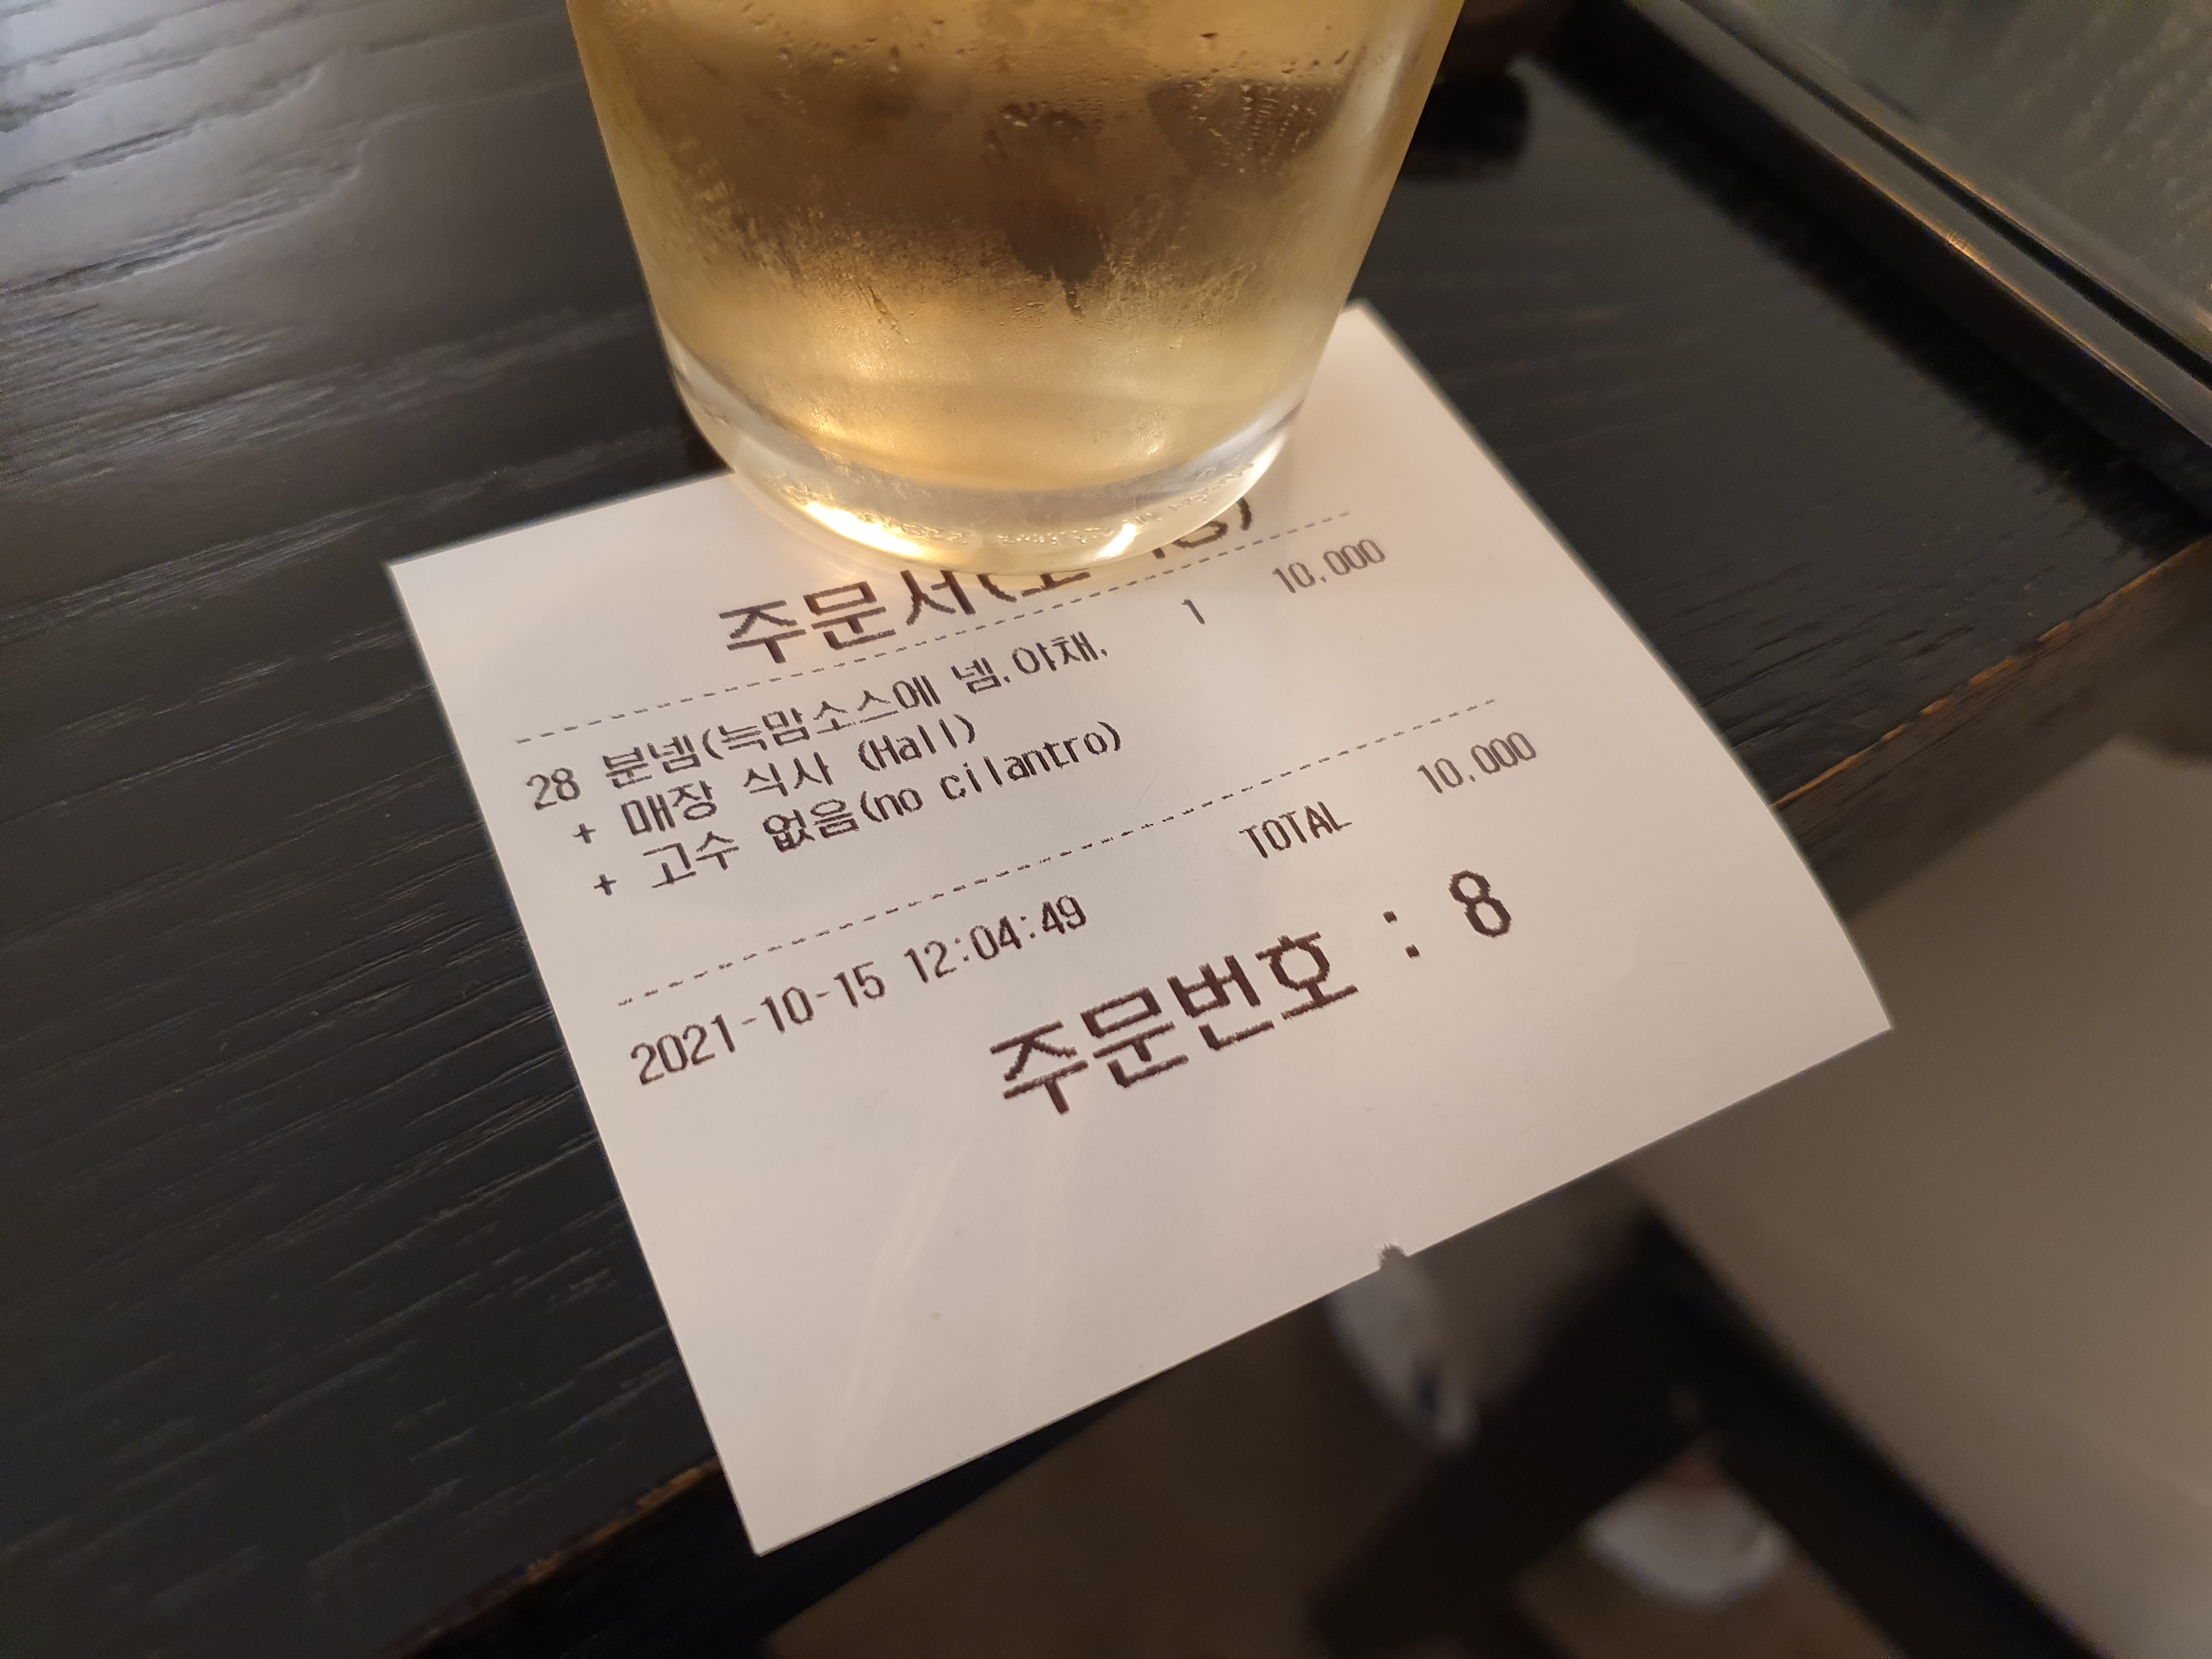 주문서(
28 분넴(늑맘소스에 넴,야채, 1 10,000
+ 매장 식사 (Hall)
+ 고수 없음(no cilantro)
TOTAL 10,000
2021-10-15 12:04:49
주문번호 : 8